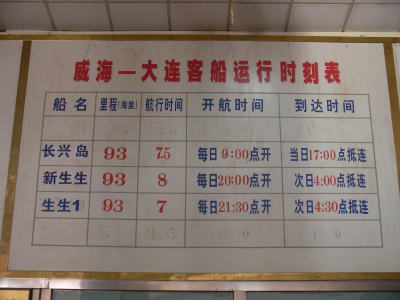 威海—大连客船运行时刻表
船名 里程(海里) 航行时间 开航时间 到达时间
长兴岛 93 7.5 每日9:00点开 当日17:00点抵连
新生生 93 8 每日20:00点开 次日4:00点抵连
生生1 93 7 每日21:30点开 次日4:30点抵连